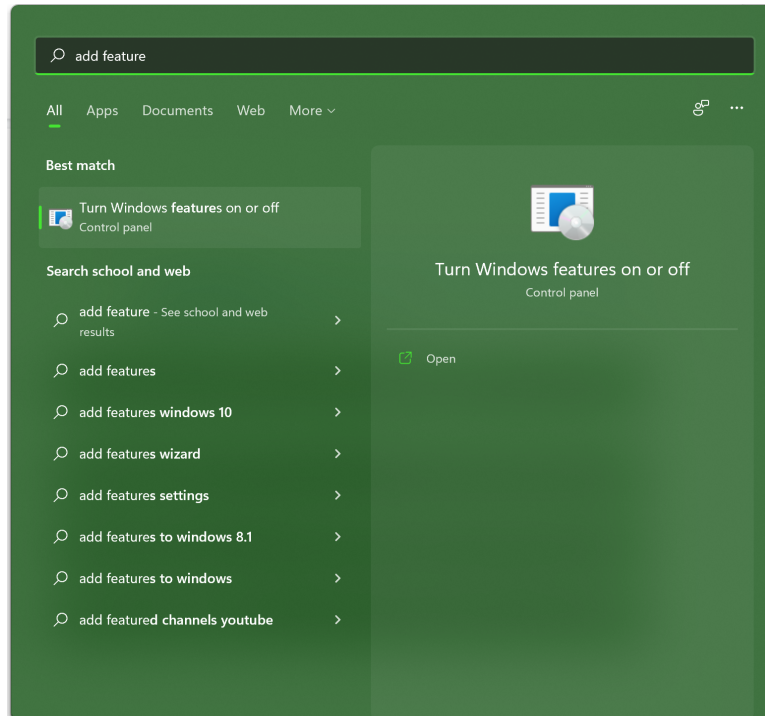 add feature
All Apps Documents Web More
Best match
Turn Windows features on or off
Control panel
Search school and web
add feature - See school and web
results
add features
add features windows 10
add features wizard
add features settings
add features to windows 8.1
add features to windows
add featured channels youtube
Turn Windows features on or off
Control panel
Open